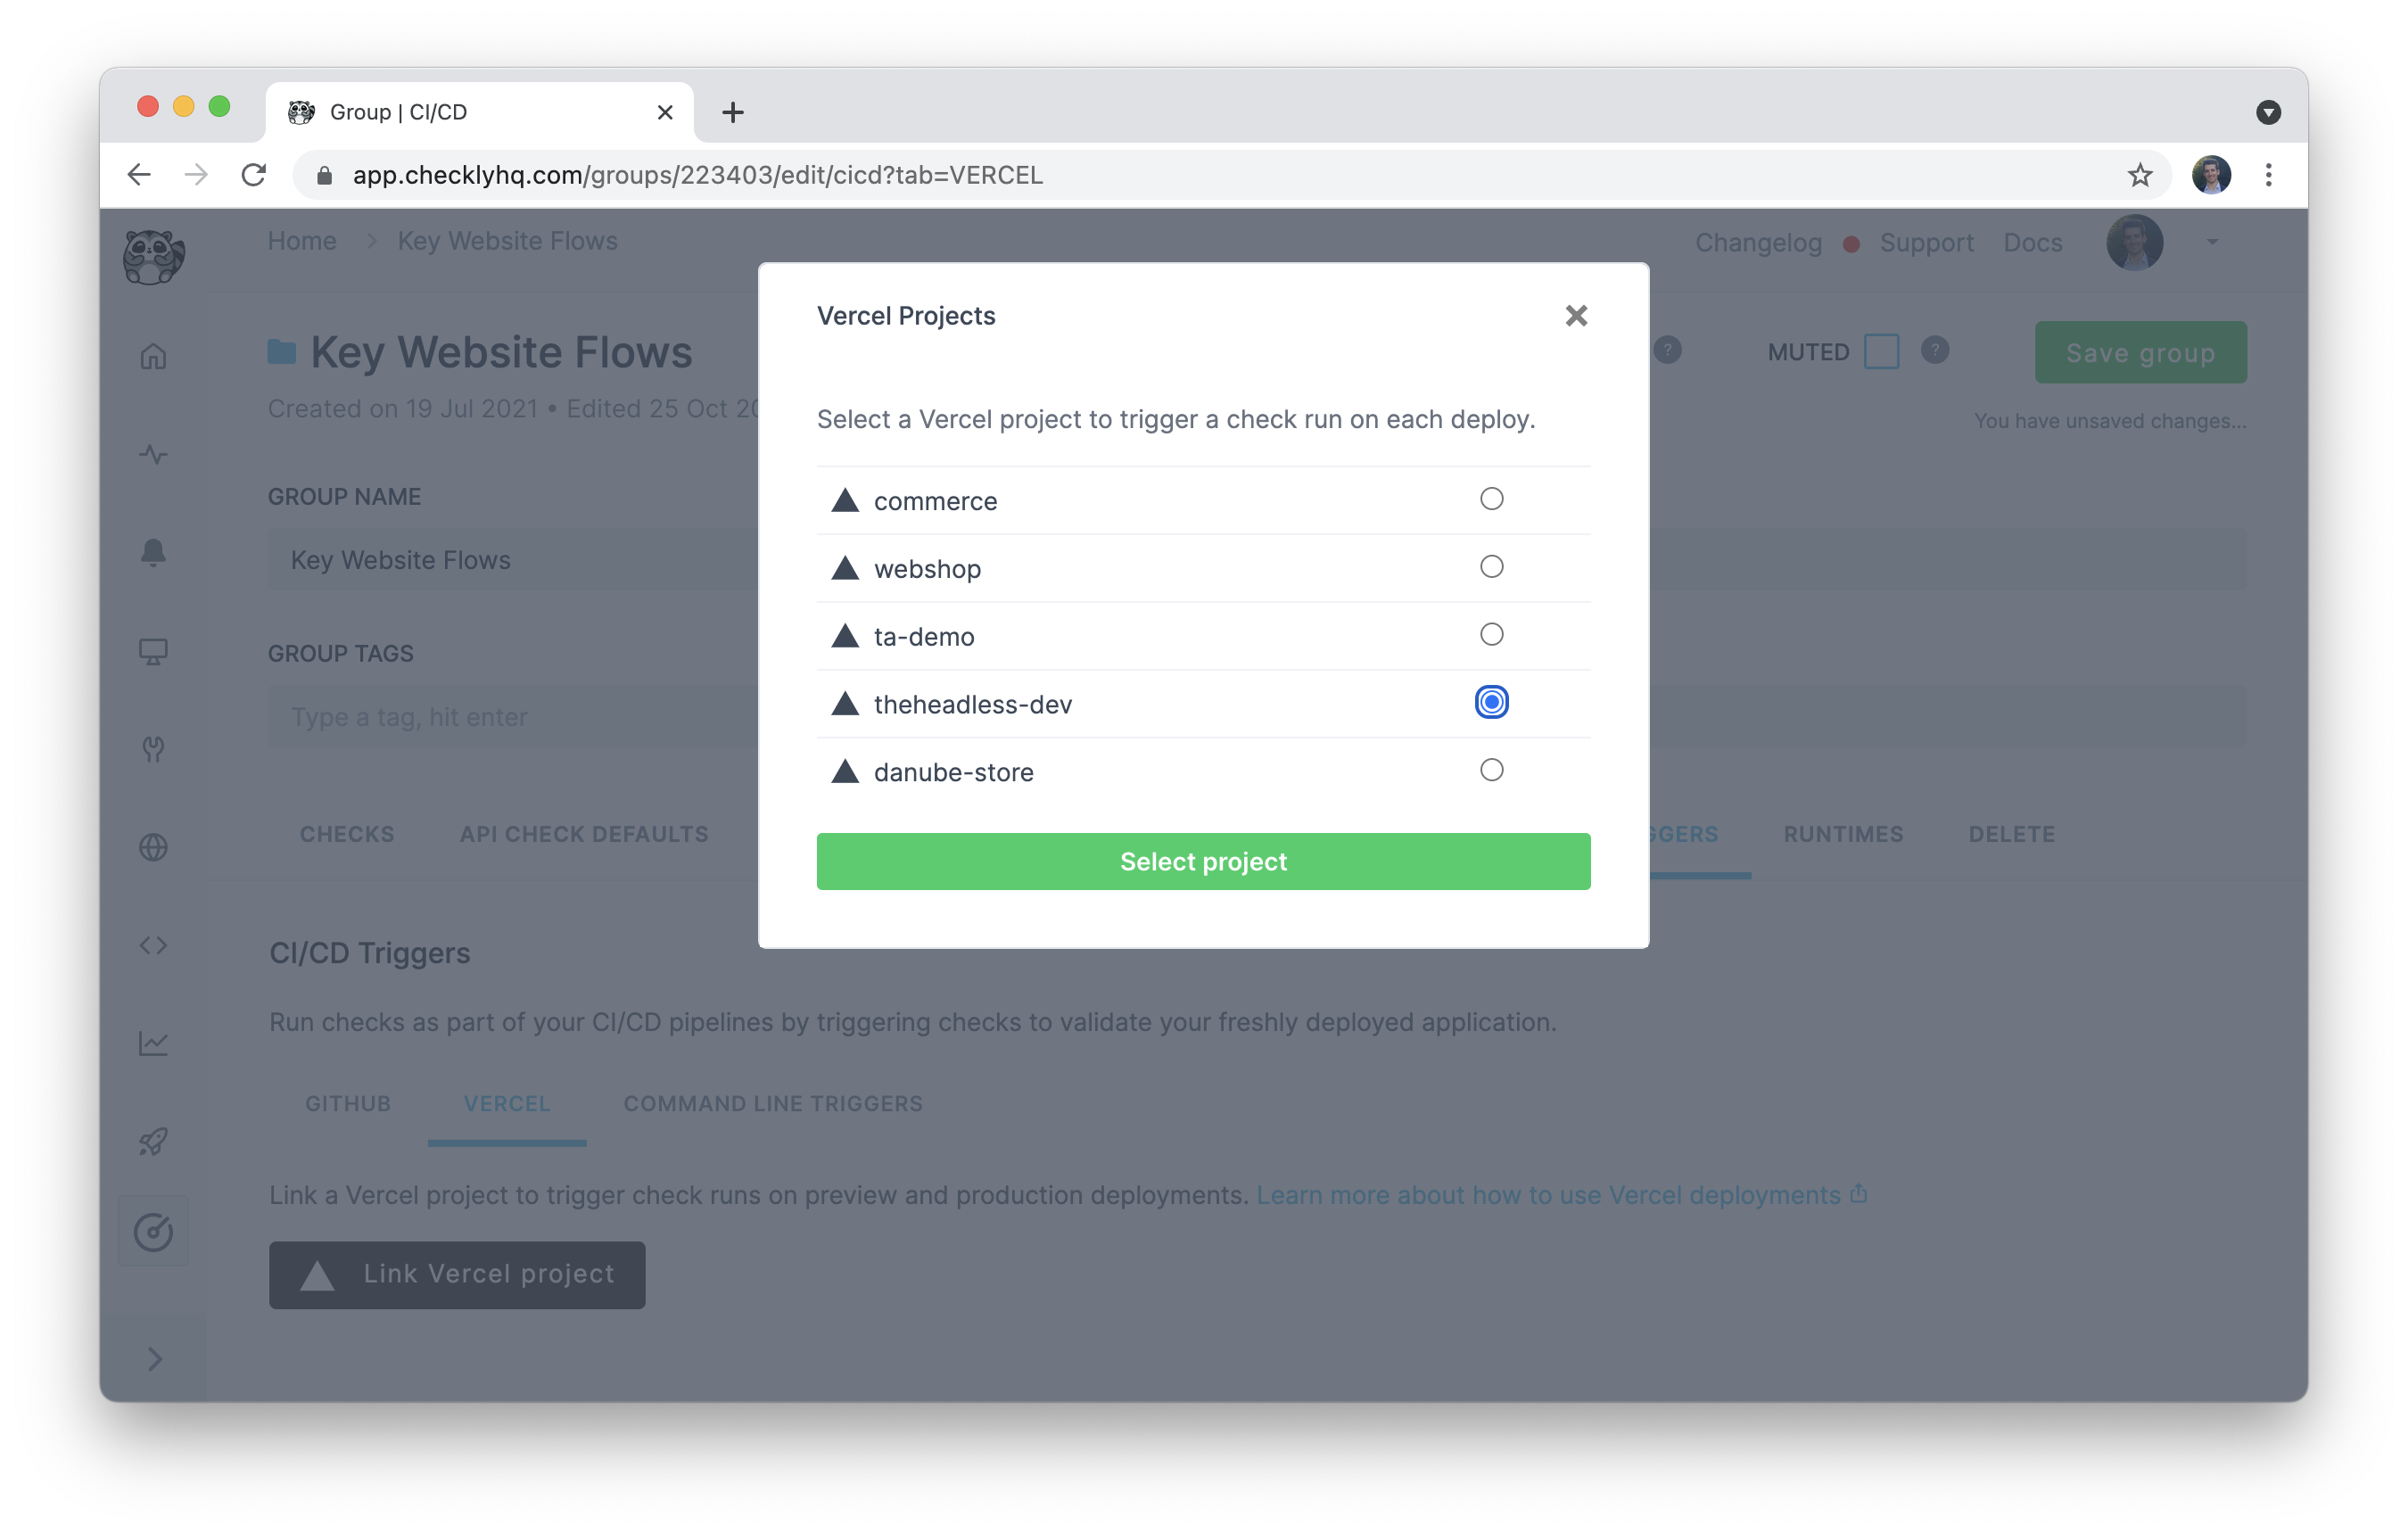 Group | CI/CD
app.checklyhq.com/groups/223403/edit/cicd?tab=VERCEL
Home > Key Website Flows
Changelog Support Docs
Key Website Flows
MUTED ? Save group
Created on 19 Jul 2021 • Edited 25 Oct
You have unsaved changes...
Vercel Projects
Select a Vercel project to trigger a check run on each deploy.
commerce
webshop
ta-demo
theheadless-dev
danube-store
Select project
GROUP NAME
Key Website Flows
GROUP TAGS
Type a tag, hit enter
CHECKS API CHECK DEFAULTS GGERS RUNTIMES DELETE
CI/CD Triggers
Run checks as part of your CI/CD pipelines by triggering checks to validate your freshly deployed application.
GITHUB VERCEL COMMAND LINE TRIGGERS
Link a Vercel project to trigger check runs on preview and production deployments. Learn more about how to use Vercel deployments
Link Vercel project